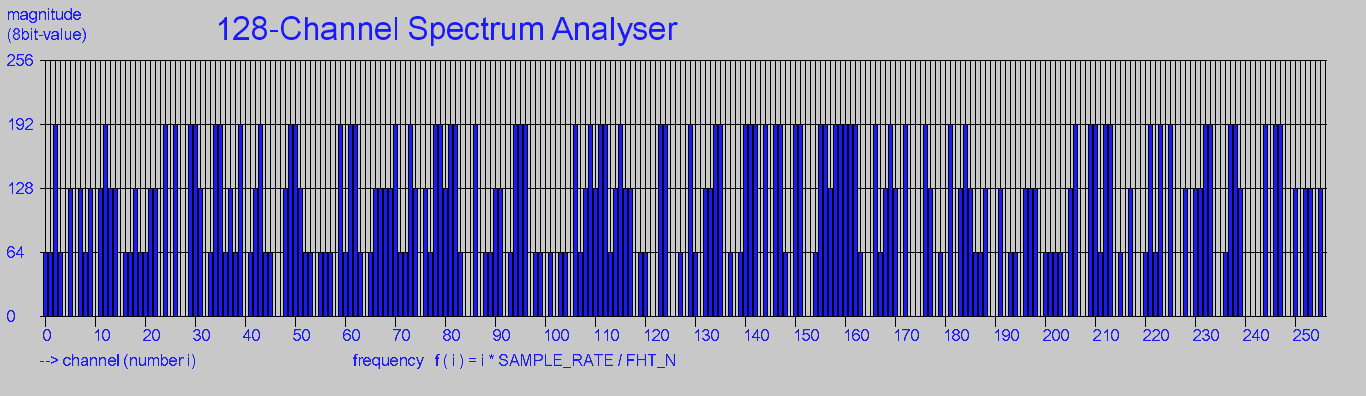 magnitude
(8bit-value)
128-Channel Spectrum Analyser
256
192
128
64
0
0 10 20 30 40 50 60 70 80 90 100 110 120 130 140 150 160 170 180 190 200 210 220 230 240 250
--> channel (number i) frequency f ( i ) = i * SAMPLE_RATE / FHT_N